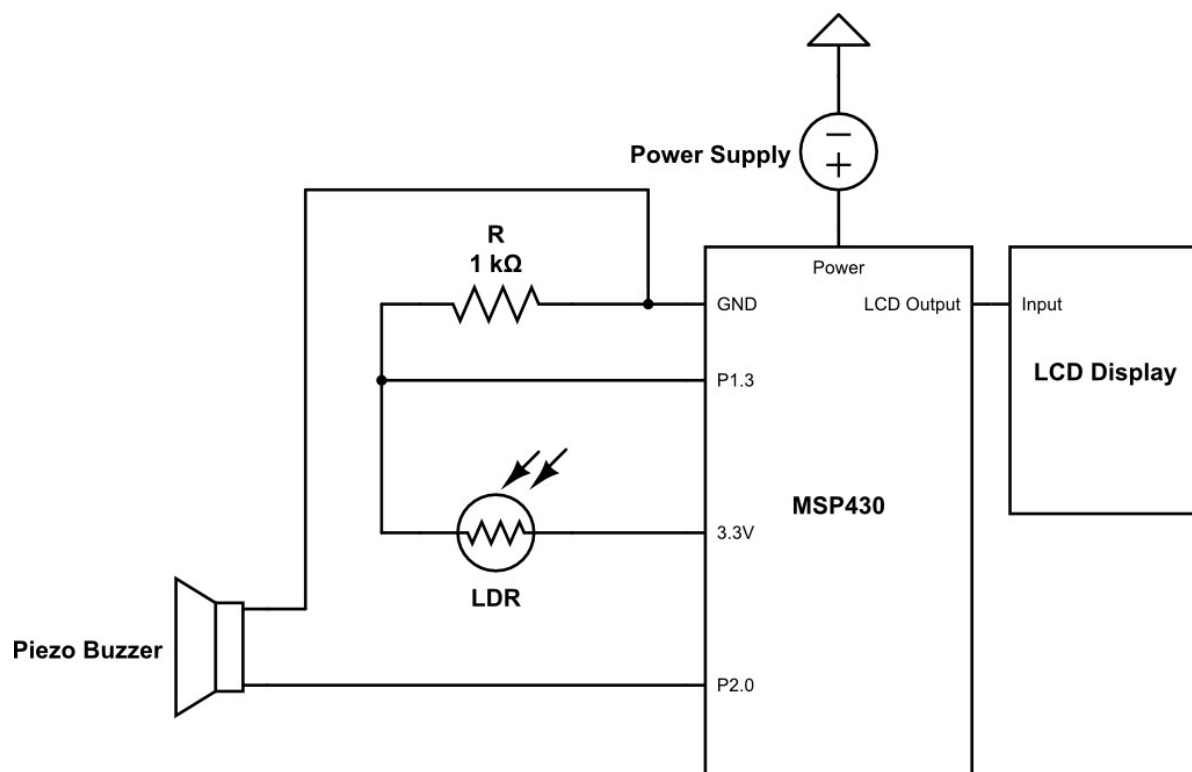 Power Supply
−
+
R
1 kΩ
Power
GND
LCD Output
Input
P1.3
LCD Display
MSP430
3.3V
LDR
Piezo Buzzer
P2.0